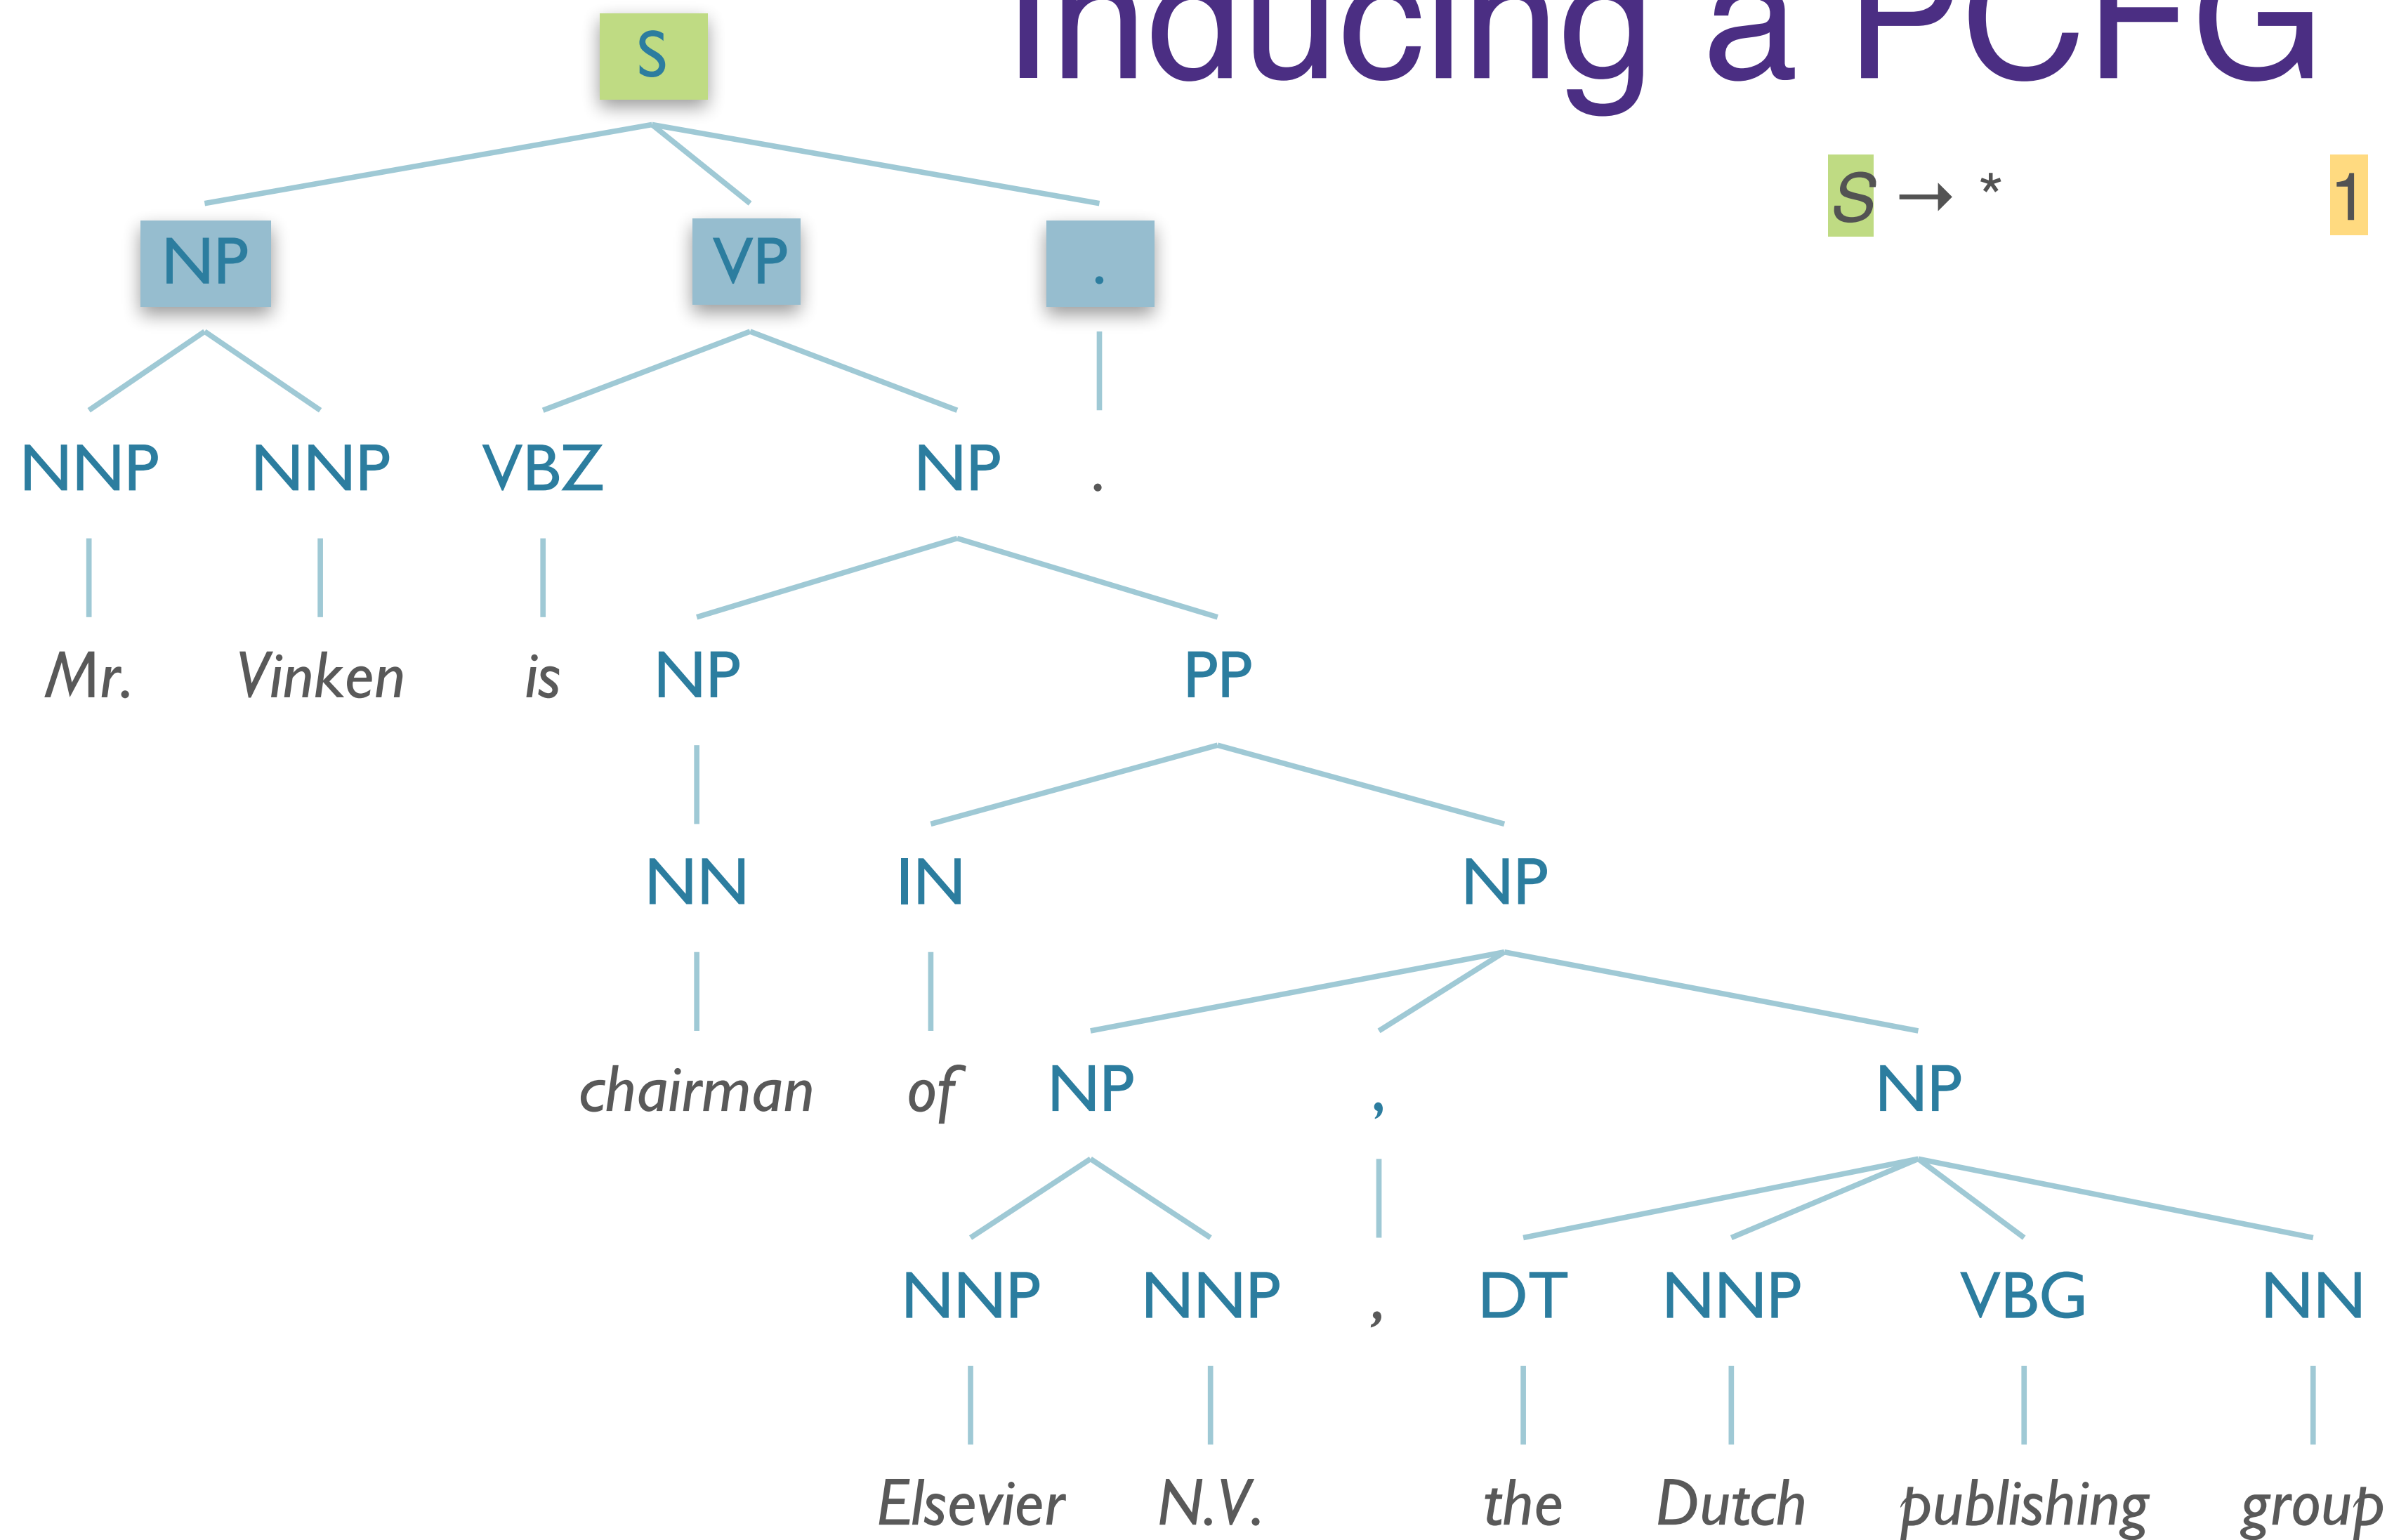 Inducing a PCFG
S
S → * 1
NP VP .
NNP NNP VBZ NP .
Mr. Vinken is NP PP
NN IN NP
chairman of NP , NP
NNP NNP , DT NNP VBG NN
Elsevier N.V. the Dutch publishing group